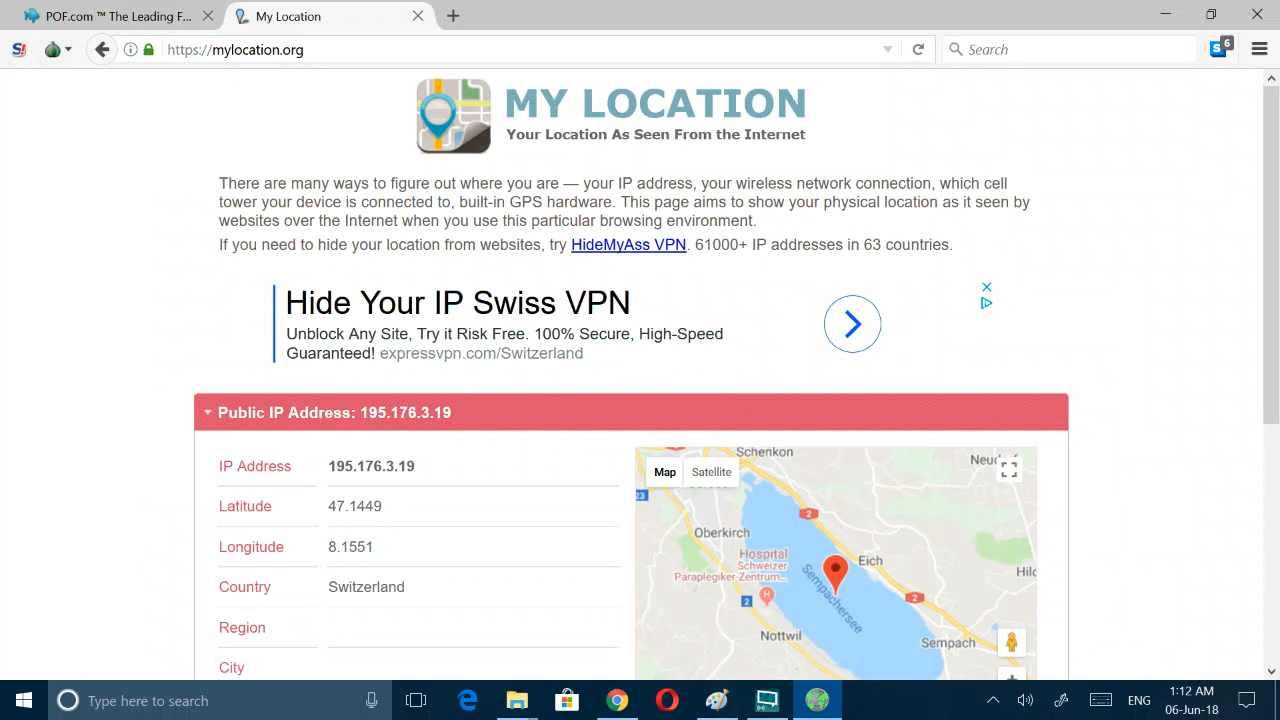 POF.com ™ The Leading F...
My Location
https://mylocation.org
Search
6
MY LOCATION
Your Location As Seen From the Internet
There are many ways to figure out where you are — your IP address, your wireless network connection, which cell
tower your device is connected to, built-in GPS hardware. This page aims to show your physical location as it seen by
websites over the Internet when you use this particular browsing environment.
If you need to hide your location from websites, try HideMyAss VPN. 61000+ IP addresses in 63 countries.
Hide Your IP Swiss VPN
Unblock Any Site, Try it Risk Free. 100% Secure, High-Speed
Guaranteed! expressvpn.com/Switzerland
Public IP Address: 195.176.3.19
IP Address 195.176.3.19
Latitude 47.1449
Longitude 8.1551
Country Switzerland
Region
City
Map Satellite
Schenkon
23
2
Oberkirch
Hospital
Schweizer
Paraplegiker-Zentrum...
Eich
Sempachersee
2
2
H
Nottwil
Sempach
Type here to search
ENG
1:12 AM
06-Jun-18